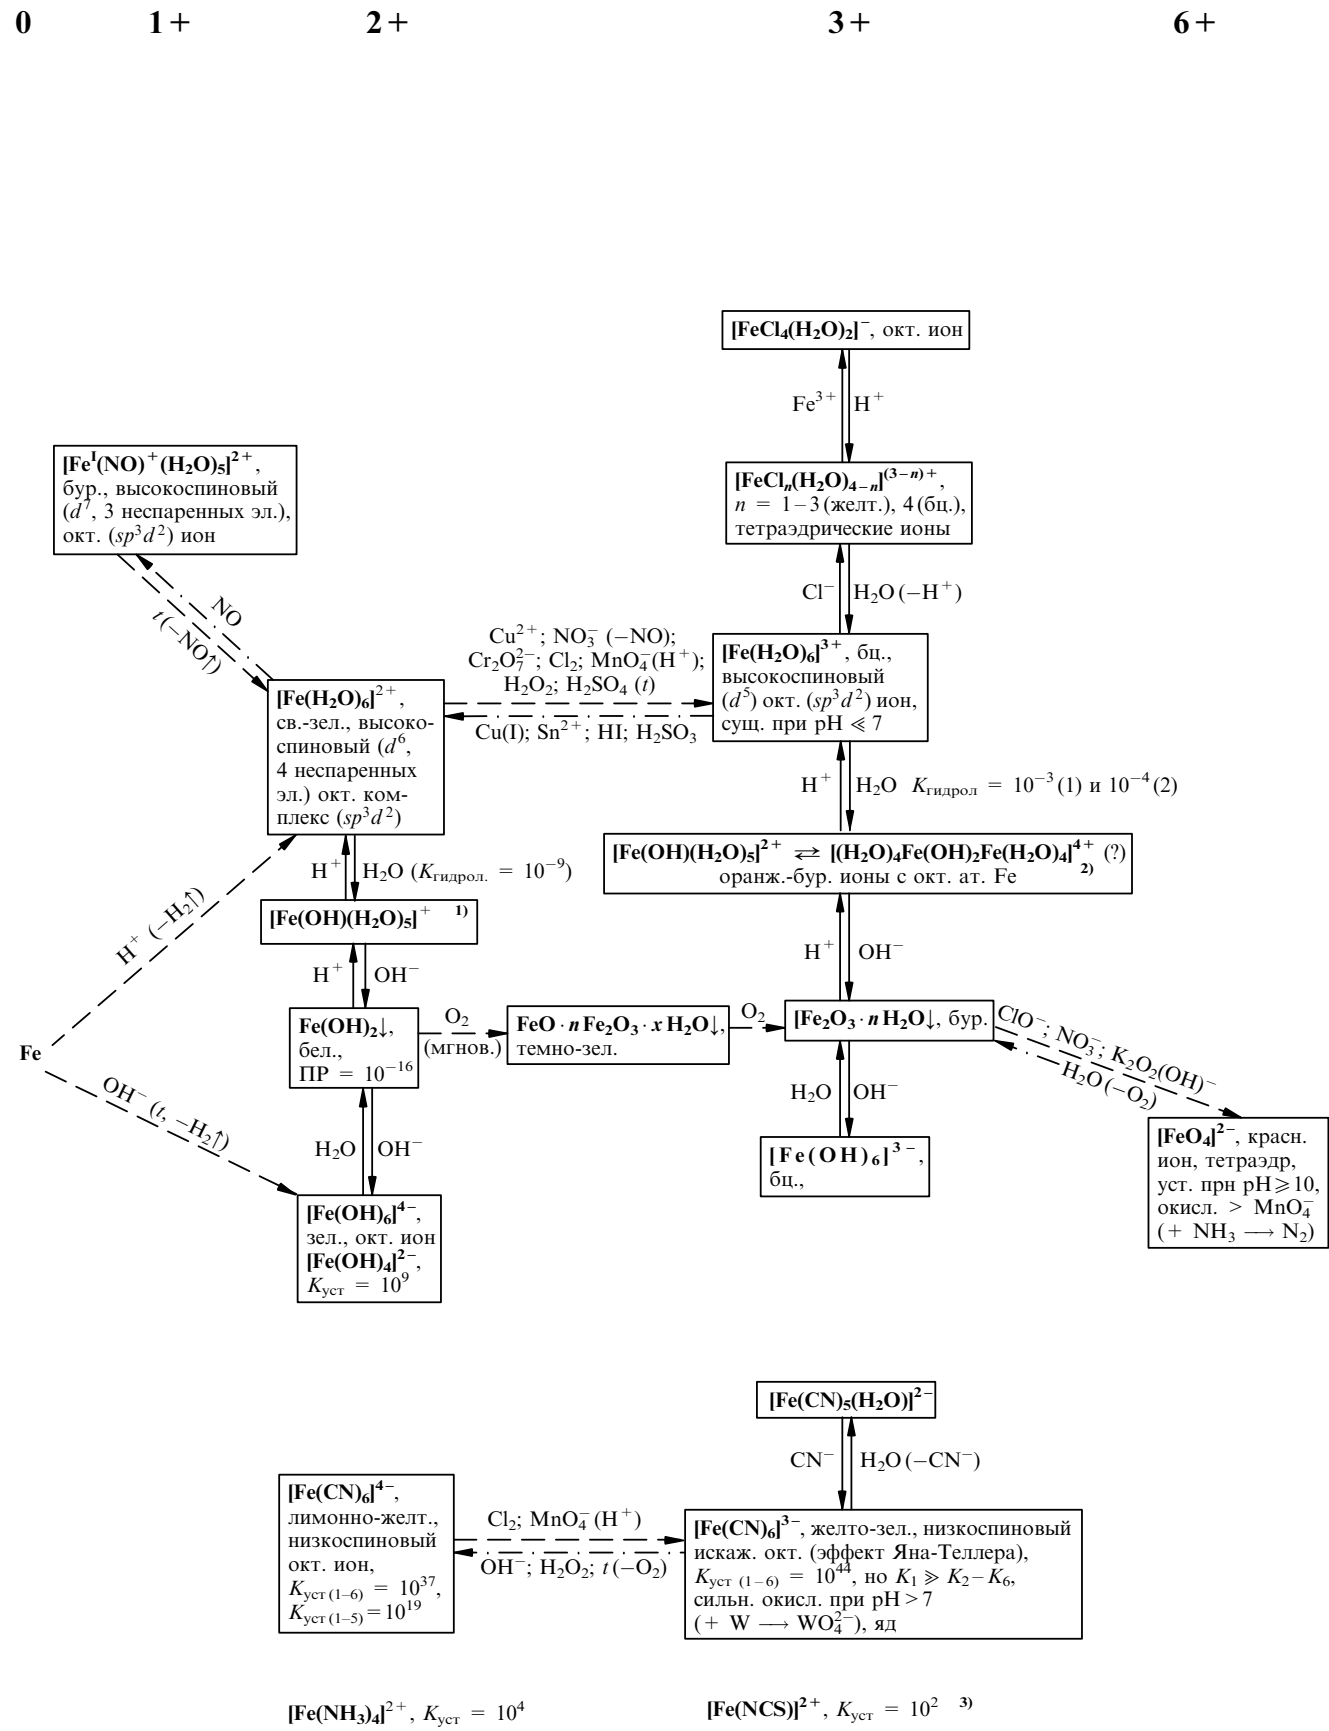 0 1+ 2+ 3+ 6+
[FeCl₄(H₂O)₂]⁻, окт. ион
Fe³⁺ H⁺
[Feᴵ(NO)⁺(H₂O)₅]²⁺,
бур., высокоспиновый
(d⁷, 3 неспаренных эл.),
окт. (sp³d²) ион
[FeClₙ(H₂O)₄₋ₙ]⁽³⁻ⁿ⁾⁺,
n = 1–3 (желт.), 4 (бц.),
тетраэдрические ионы
Cl⁻ H₂O (−H⁺)
NO
t (−NO↑)
Cu²⁺; NO₃⁻ (−NO);
Cr₂O₇²⁻; Cl₂; MnO₄⁻(H⁺);
H₂O₂; H₂SO₄ (t)
Cu(I); Sn²⁺; HI; H₂SO₃
[Fe(H₂O)₆]³⁺, бц.,
высокоспиновый
(d⁵) окт. (sp³d²) ион,
сущ. при pH ≪ 7
[Fe(H₂O)₆]²⁺,
св.-зел., высоко-
спиновый (d⁶,
4 неспаренных
эл.) окт. ком-
плекс (sp³d²)
H⁺ H₂O Kгидрол = 10⁻³ (1) и 10⁻⁴ (2)
[Fe(OH)(H₂O)₅]²⁺ ⇄ [(H₂O)₄Fe(OH)₂Fe(H₂O)₄]⁴⁺ (?)
оранж.-бур. ионы с окт. ат. Fe 2)
H⁺ H₂O (Kгидрол. = 10⁻⁹)
[Fe(OH)(H₂O)₅]⁺ 1)
H⁺ (−H₂↑)
H⁺ OH⁻
H⁺ OH⁻
Fe
Fe(OH)₂↓,
бел.,
ПР = 10⁻¹⁶
O₂
(мгнов.)
FeO · n Fe₂O₃ · x H₂O↓,
темно-зел.
O₂
[Fe₂O₃ · n H₂O↓, бур.
ClO⁻; NO₃⁻; K₂O₂(OH)⁻
H₂O (−O₂)
OH⁻ (t, −H₂↑)
H₂O OH⁻
H₂O OH⁻
[Fe(OH)₆]³⁻,
бц.,
[FeO₄]²⁻, красн.
ион, тетраэдр,
уст. прн pH ⩾ 10,
окисл. > MnO₄⁻
(+ NH₃ ⟶ N₂)
[Fe(OH)₆]⁴⁻,
зел., окт. ион
[Fe(OH)₄]²⁻,
Kуст = 10⁹
[Fe(CN)₅(H₂O)]²⁻
CN⁻ H₂O (−CN⁻)
[Fe(CN)₆]⁴⁻,
лимонно-желт.,
низкоспиновый
окт. ион,
Kуст (1–6) = 10³⁷,
Kуст (1–5) = 10¹⁹
Cl₂; MnO₄⁻ (H⁺)
OH⁻; H₂O₂; t (−O₂)
[Fe(CN)₆]³⁻, желто-зел., низкоспиновый
искаж. окт. (эффект Яна-Теллера),
Kуст (1–6) = 10⁴⁴, но K₁ ≫ K₂–K₆,
сильн. окисл. при pH > 7
(+ W ⟶ WO₄²⁻), яд
[Fe(NH₃)₄]²⁺, Kуст = 10⁴
[Fe(NCS)]²⁺, Kуст = 10² 3)